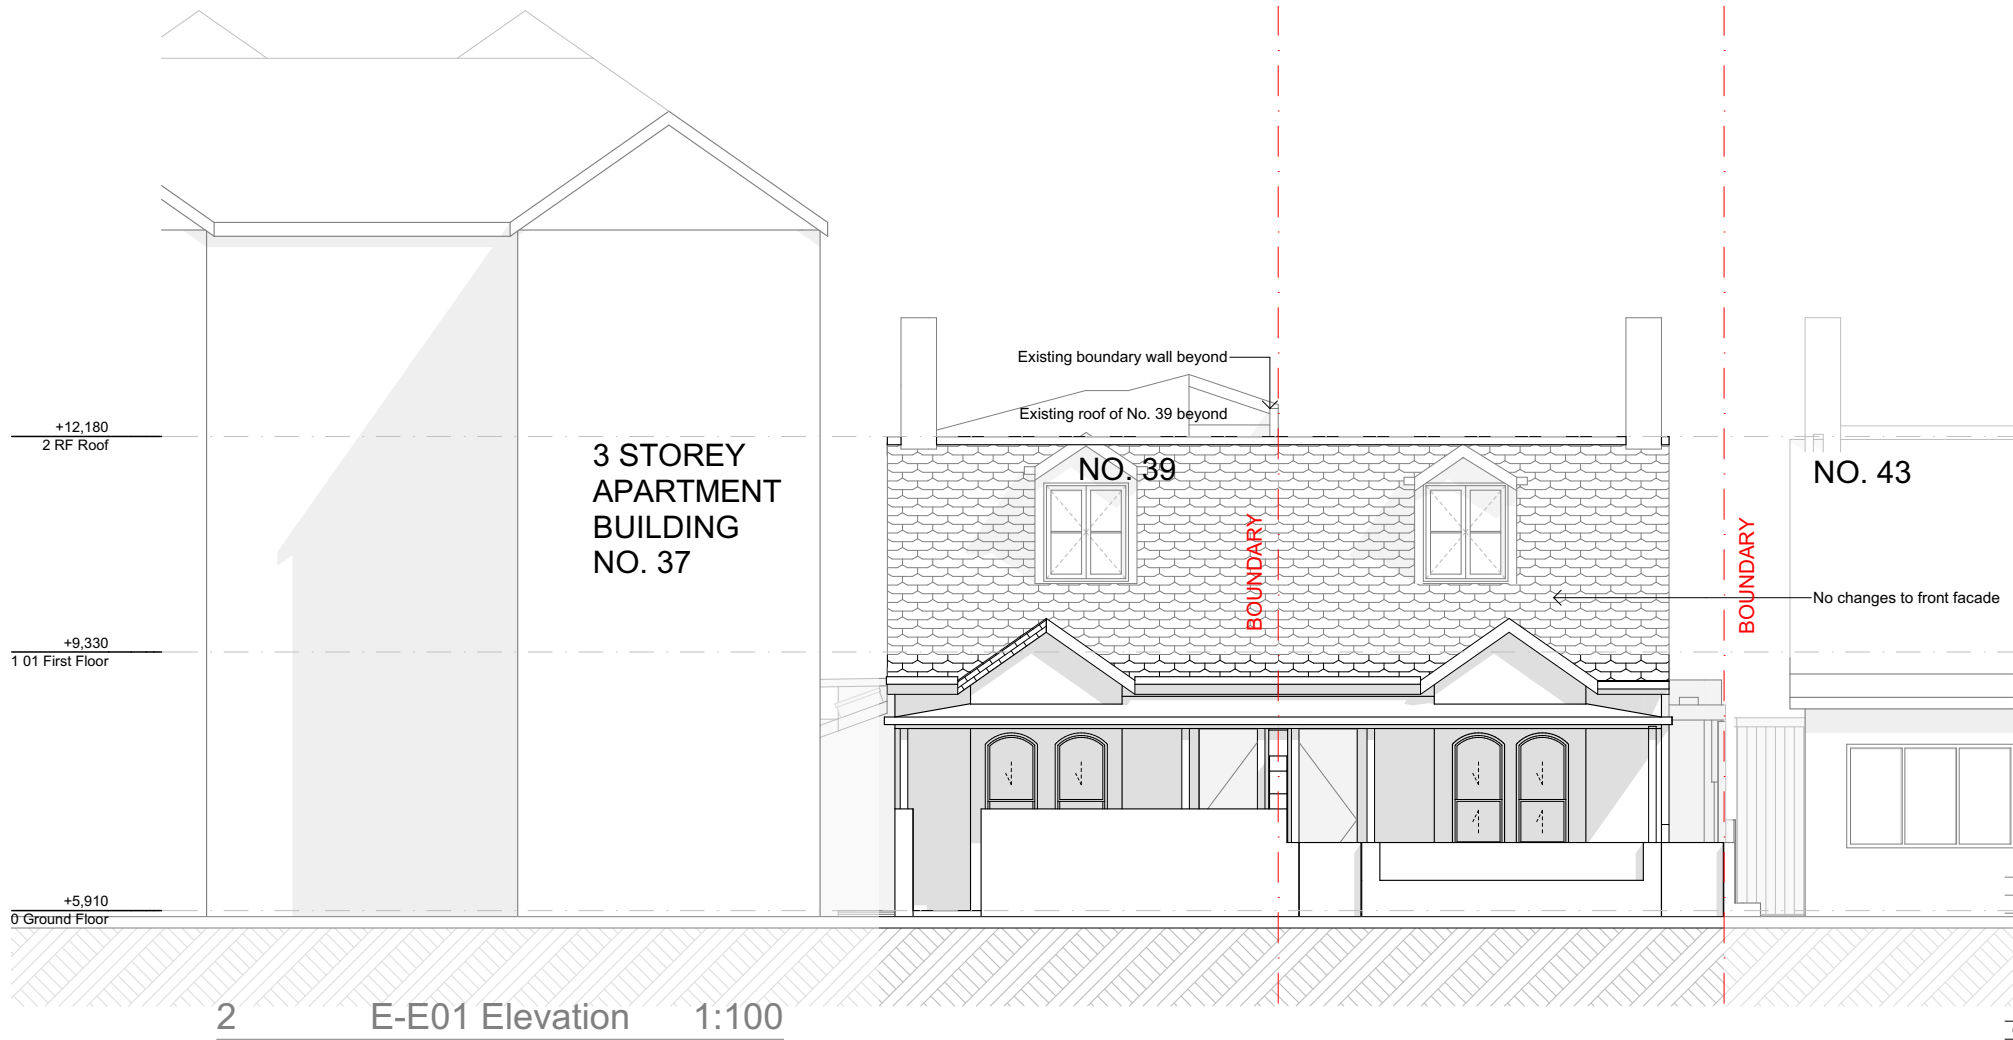 Existing boundary wall beyond
Existing roof of No. 39 beyond
+12,180
2 RF Roof
3 STOREY
APARTMENT
BUILDING
NO. 37
NO. 39
NO. 43
BOUNDARY
BOUNDARY
No changes to front facade
+9,330
1 01 First Floor
+5,910
0 Ground Floor
2 E-E01 Elevation 1:100